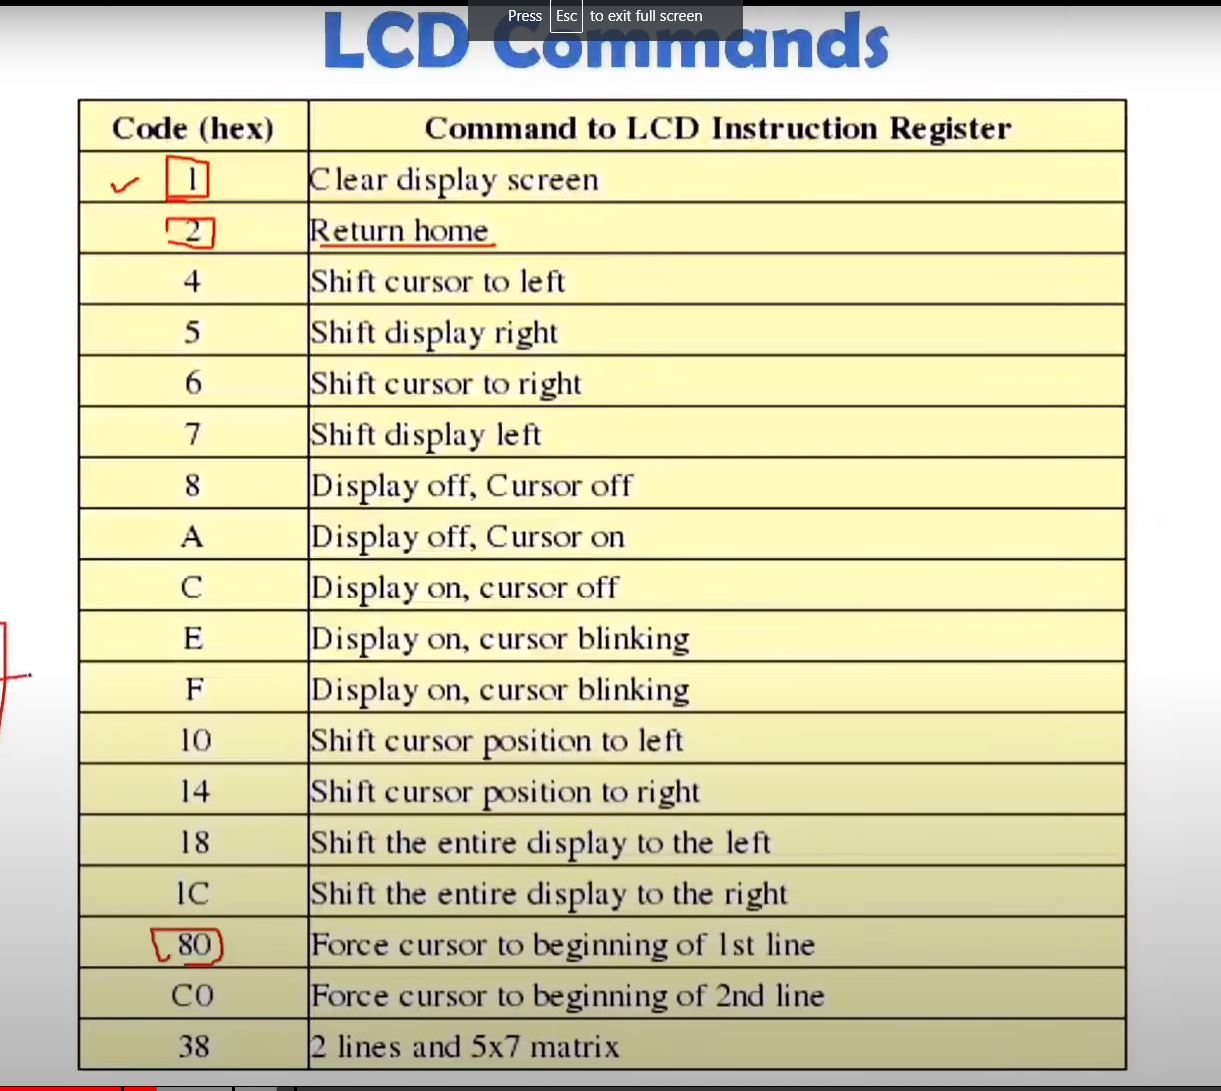 Press Esc to exit full screen
LCD Commands
Code (hex) Command to LCD Instruction Register
1 Clear display screen
2 Return home
4 Shift cursor to left
5 Shift display right
6 Shift cursor to right
7 Shift display left
8 Display off, Cursor off
A Display off, Cursor on
C Display on, cursor off
E Display on, cursor blinking
F Display on, cursor blinking
10 Shift cursor position to left
14 Shift cursor position to right
18 Shift the entire display to the left
1C Shift the entire display to the right
80 Force cursor to beginning of 1st line
C0 Force cursor to beginning of 2nd line
38 2 lines and 5x7 matrix